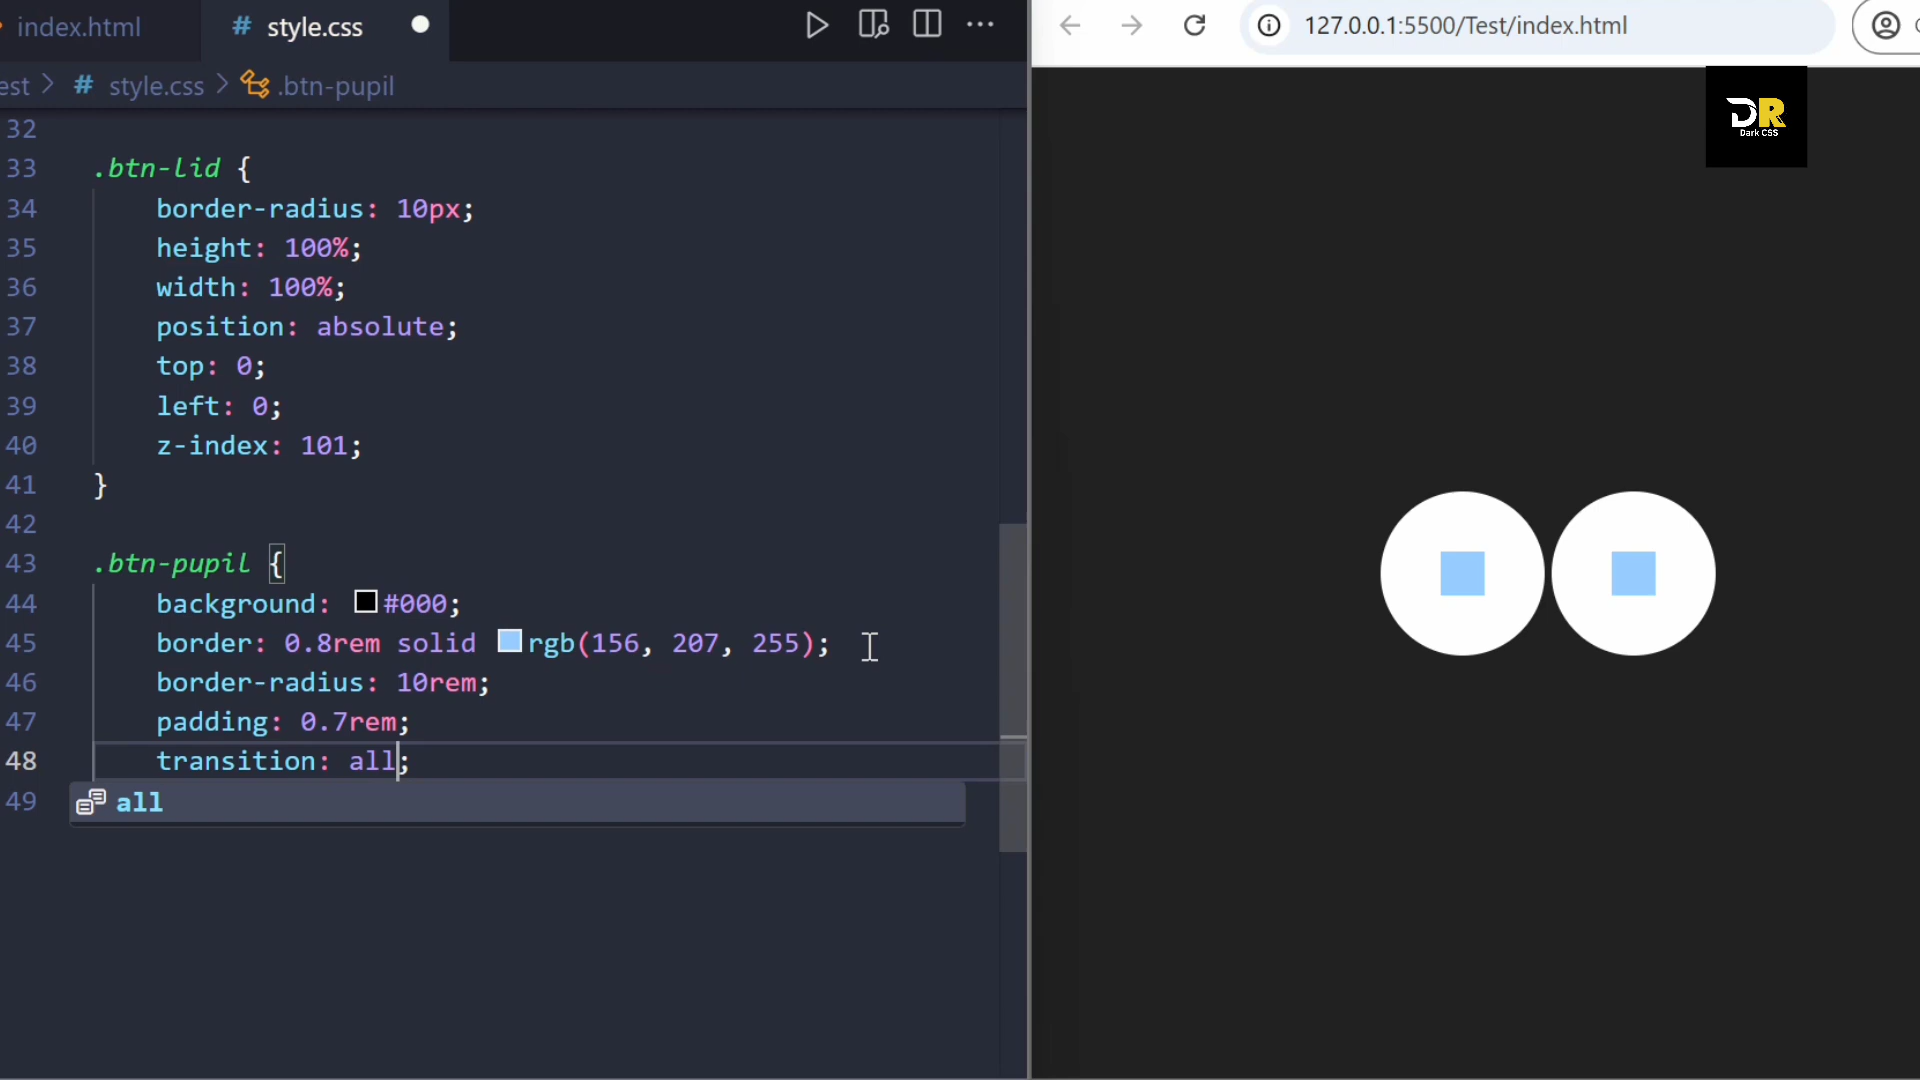 index.html
# style.css
127.0.0.1:5500/Test/index.html
est > # style.css > .btn-pupil
DR
Dark CSS
32
33 .btn-lid {
34 border-radius: 10px;
35 height: 100%;
36 width: 100%;
37 position: absolute;
38 top: 0;
39 left: 0;
40 z-index: 101;
41 }
42
43 .btn-pupil {
44 background: #000;
45 border: 0.8rem solid rgb(156, 207, 255);
46 border-radius: 10rem;
47 padding: 0.7rem;
48 transition: all;
49 all